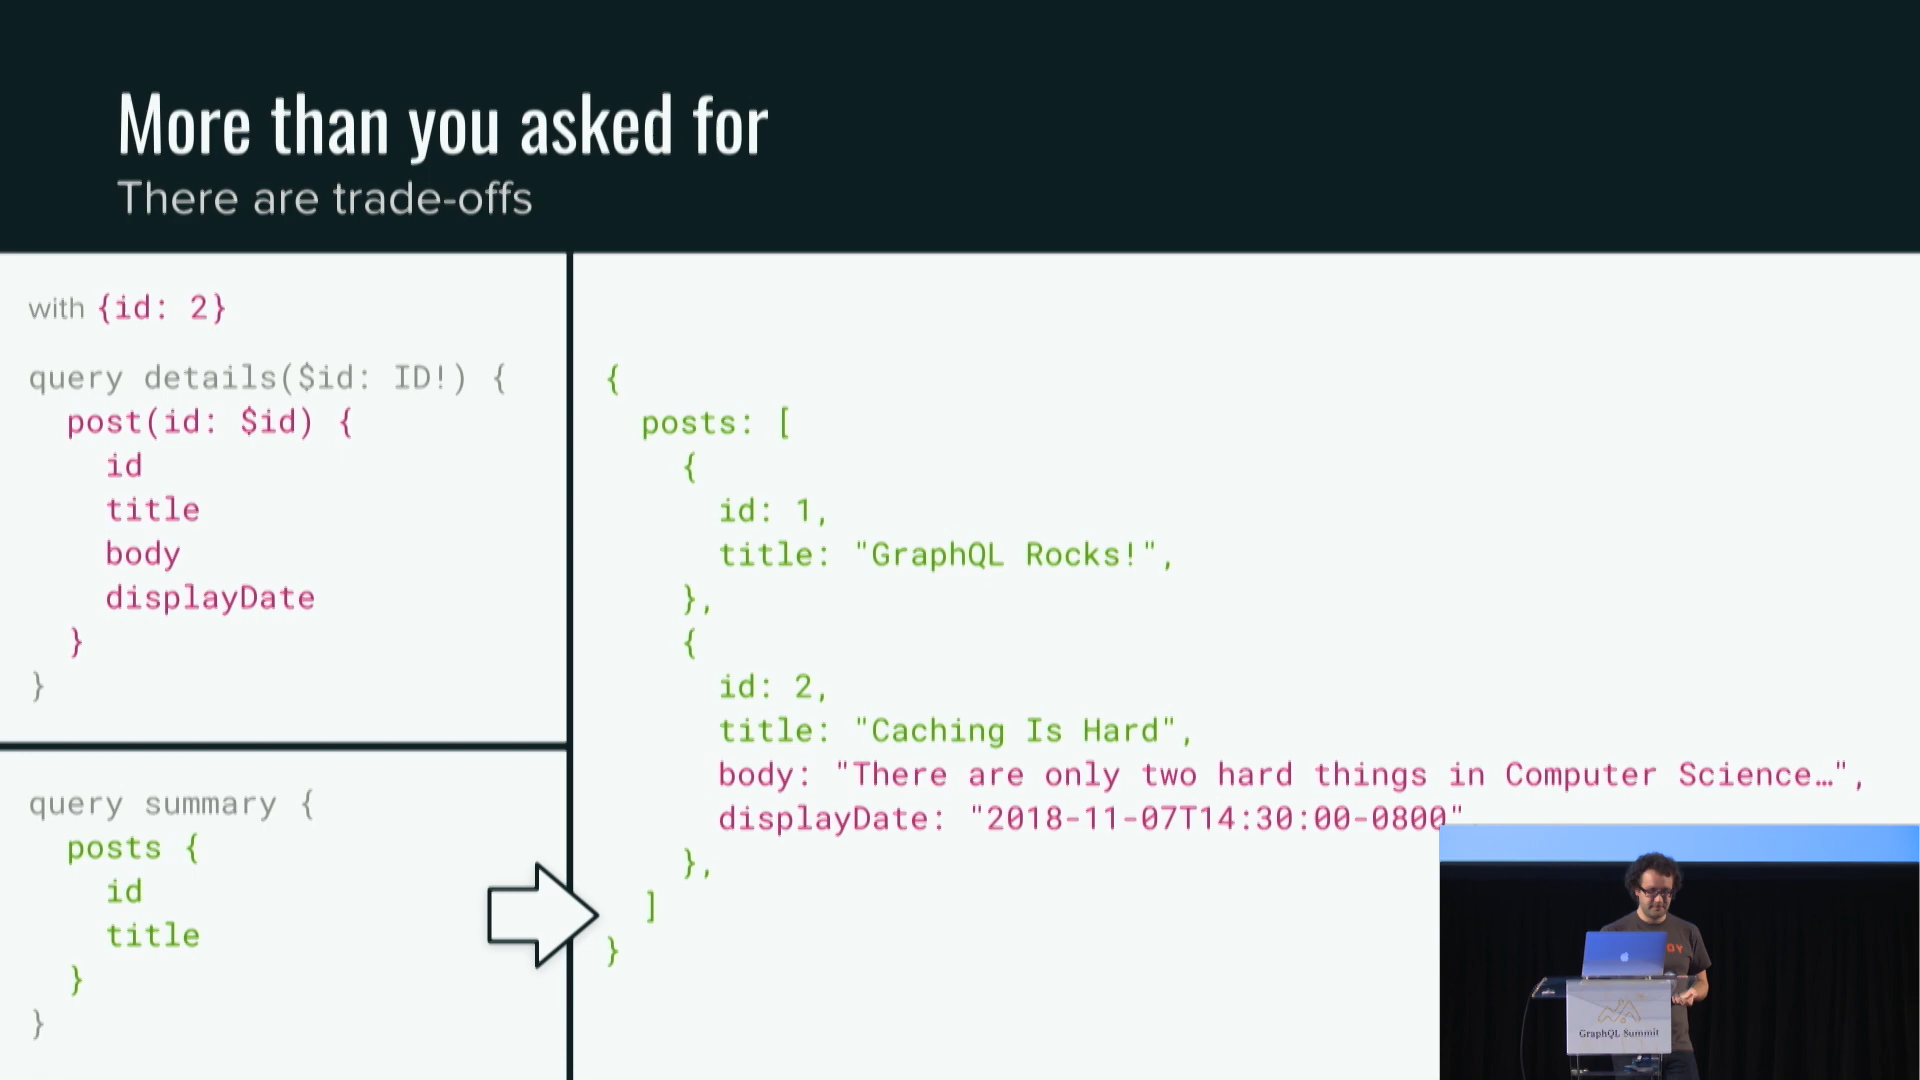 More than you asked for
There are trade-offs
with {id: 2}
query details($id: ID!) {
post(id: $id) {
id
title
body
displayDate
}
}
query summary {
posts {
id
title
}
}
{
posts: [
{
id: 1,
title: "GraphQL Rocks!",
},
{
id: 2,
title: "Caching Is Hard",
body: "There are only two hard things in Computer Science…",
displayDate: "2018-11-07T14:30:00-0800"
},
]
}
GraphQL Summit